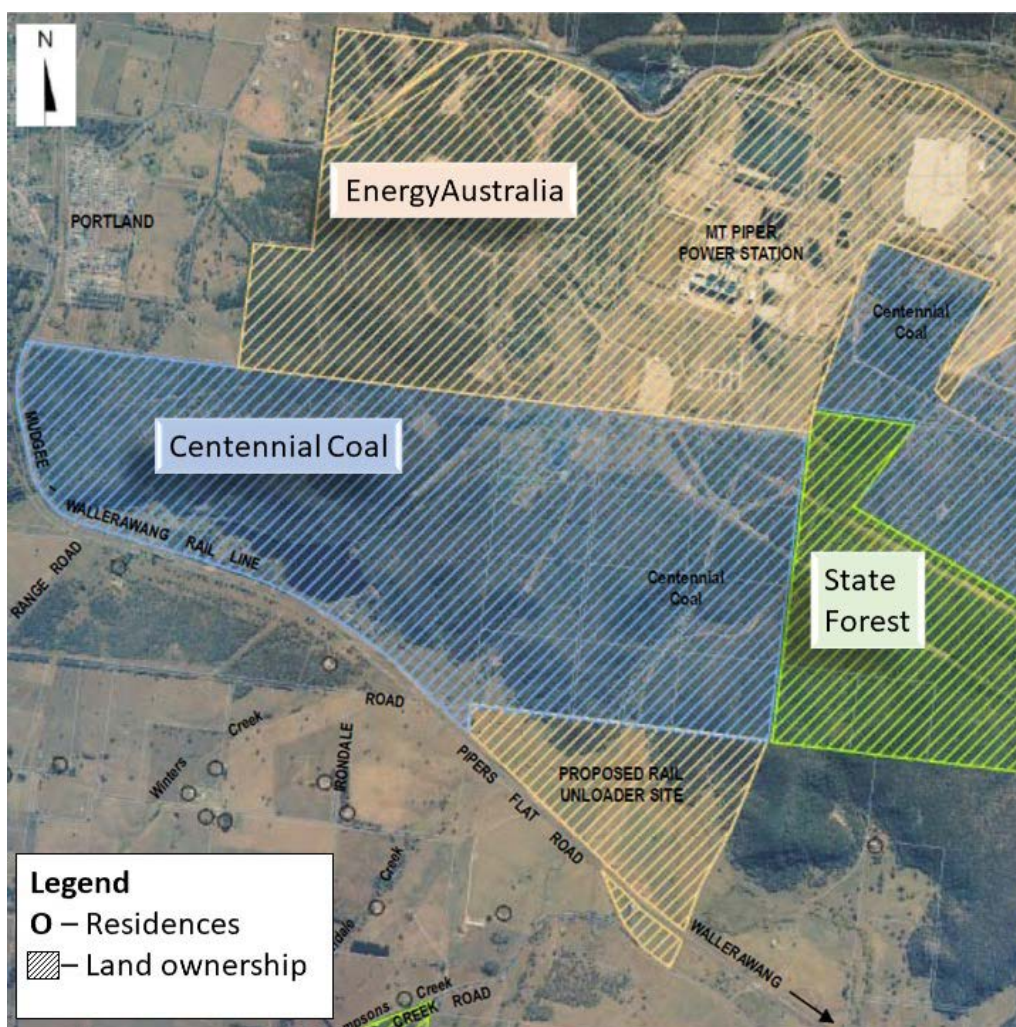 N
EnergyAustralia
PORTLAND
MT PIPER
POWER STATION
Centennial
Coal
Centennial Coal
MUDGEE - WALLERAWANG RAIL LINE
RANGE ROAD
Centennial
Coal
State
Forest
ROAD
Creek
IRONDALE
Winters
PIPERS FLAT ROAD
PROPOSED RAIL
UNLOADER SITE
Creek
WALLERAWANG
Legend
O – Residences
– Land ownership
Creek
CREEK ROAD